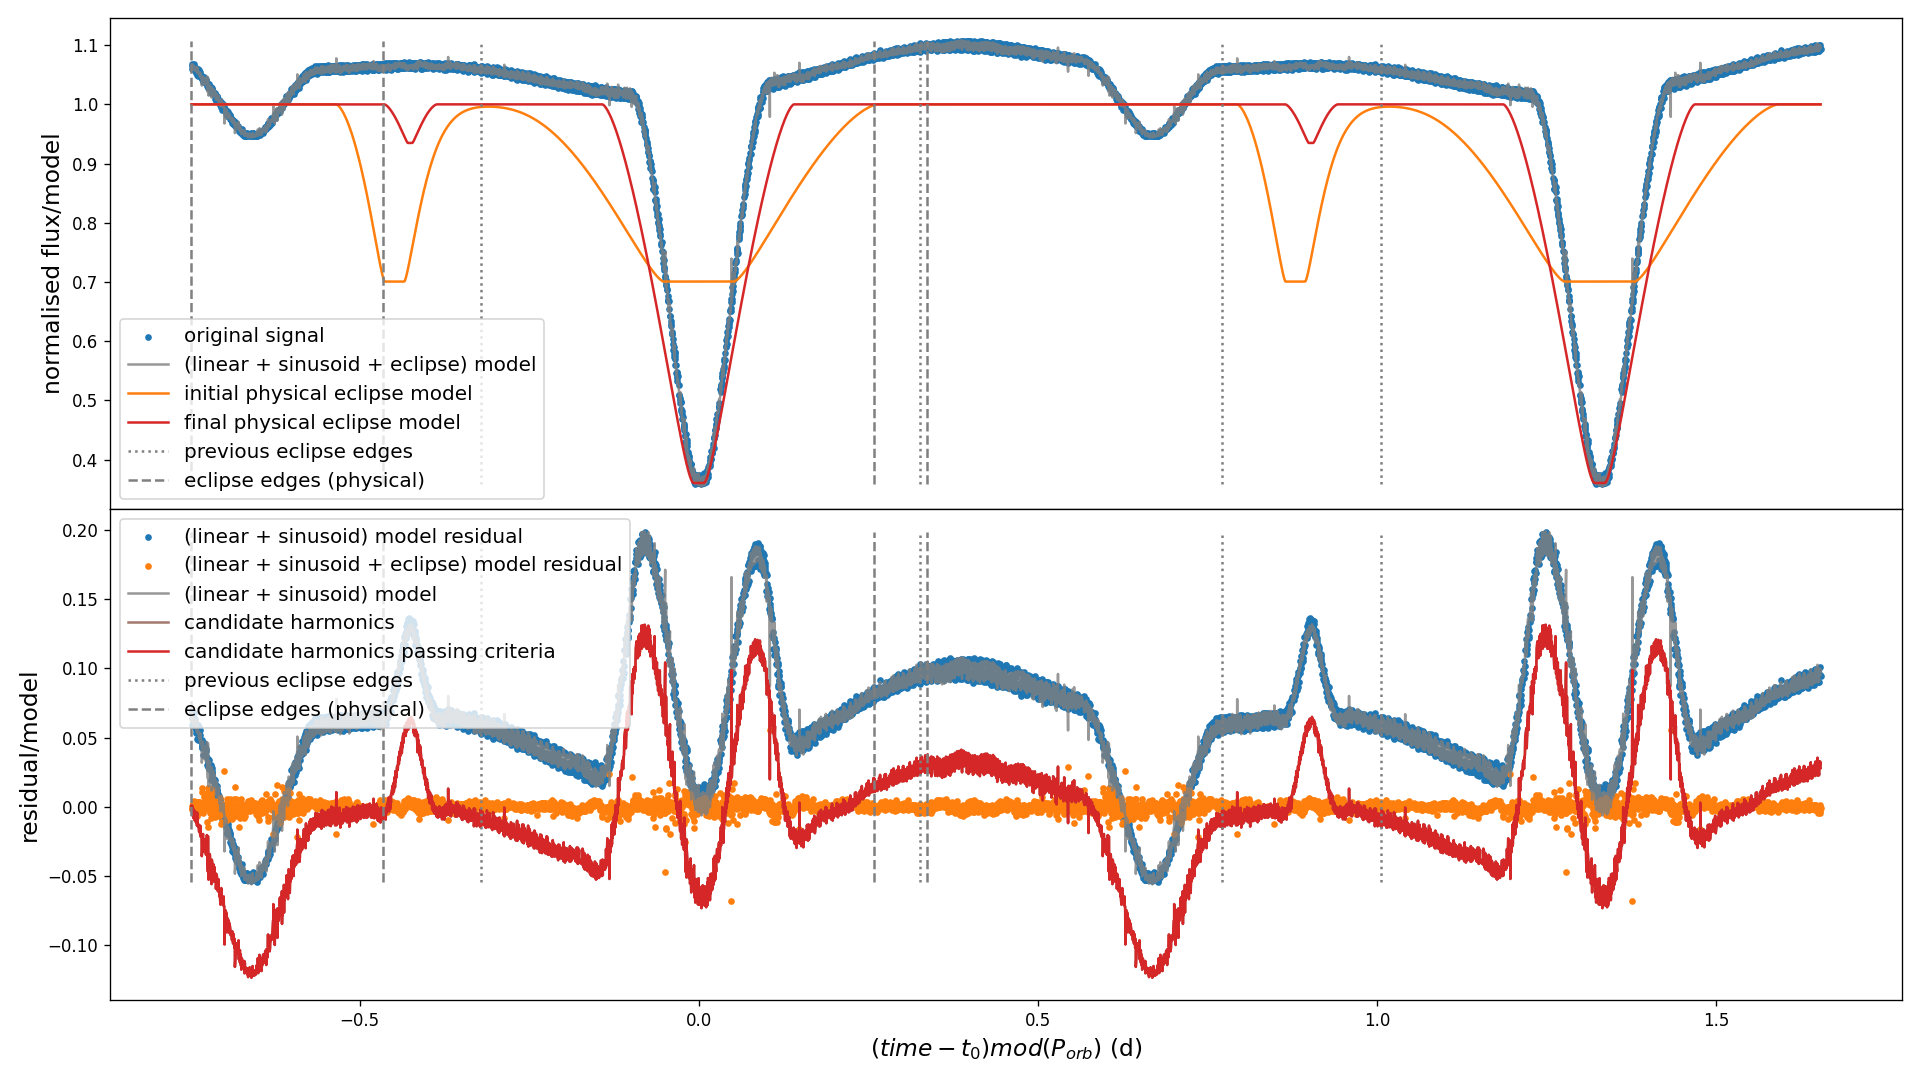 normalised flux/model
1.1
1.0
0.9
0.8
0.7
0.6
0.5
0.4
original signal
(linear + sinusoid + eclipse) model
initial physical eclipse model
final physical eclipse model
previous eclipse edges
eclipse edges (physical)
residual/model
0.20
0.15
0.10
0.05
0.00
−0.05
−0.10
(linear + sinusoid) model residual
(linear + sinusoid + eclipse) model residual
(linear + sinusoid) model
candidate harmonics
candidate harmonics passing criteria
previous eclipse edges
eclipse edges (physical)
−0.5 0.0 0.5 1.0 1.5
(time − t₀)mod(P_orb) (d)